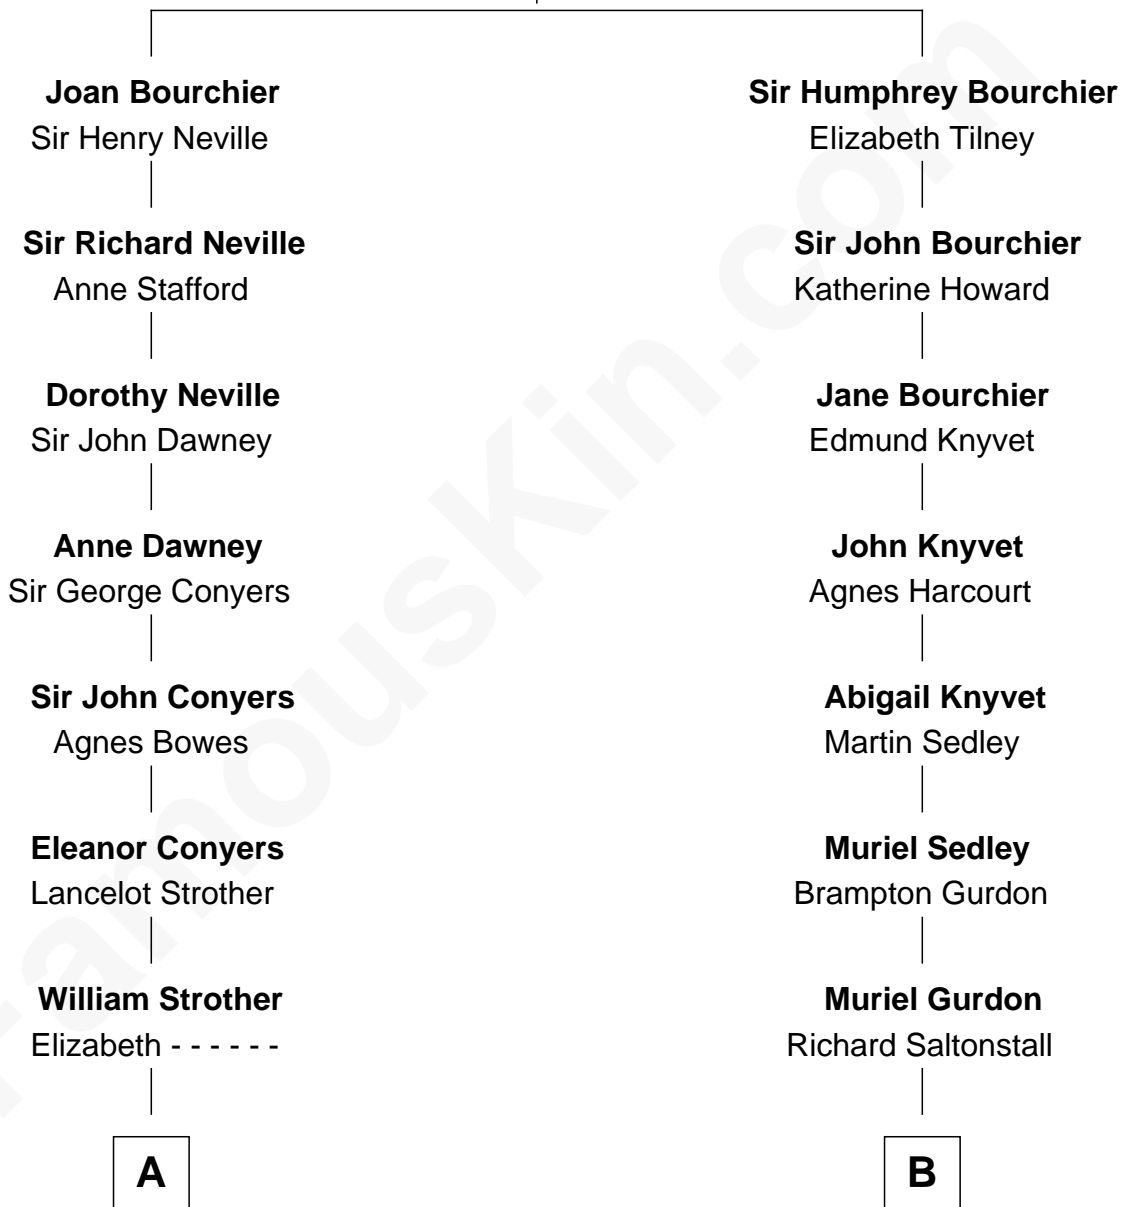 Joan Bourchier
Sir Henry Neville
Sir Richard Neville
Anne Stafford
Dorothy Neville
Sir John Dawney
Anne Dawney
Sir George Conyers
Sir John Conyers
Agnes Bowes
Eleanor Conyers
Lancelot Strother
William Strother
Elizabeth - - - - - -
A
Sir Humphrey Bourchier
Elizabeth Tilney
Sir John Bourchier
Katherine Howard
Jane Bourchier
Edmund Knyvet
John Knyvet
Agnes Harcourt
Abigail Knyvet
Martin Sedley
Muriel Sedley
Brampton Gurdon
Muriel Gurdon
Richard Saltonstall
B
FamousKin.com